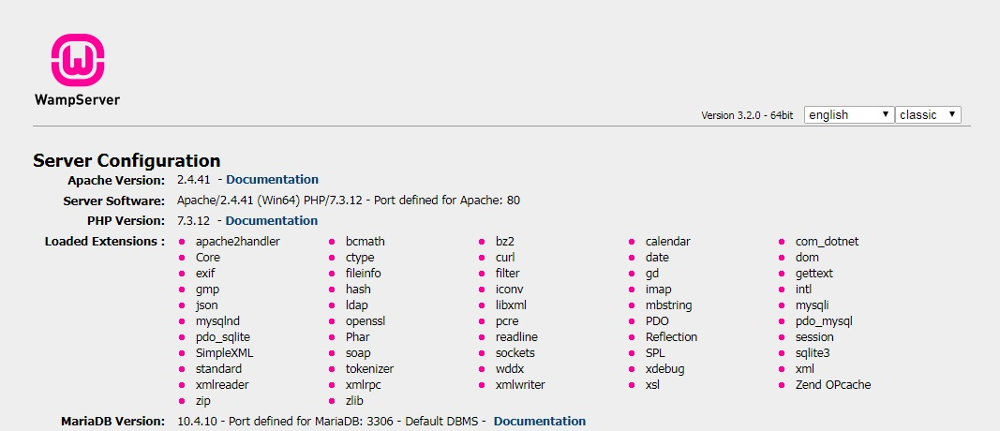 WampServer
Version 3.2.0 - 64bit english classic
Server Configuration
Apache Version: 2.4.41 - Documentation
Server Software: Apache/2.4.41 (Win64) PHP/7.3.12 - Port defined for Apache: 80
PHP Version: 7.3.12 - Documentation
Loaded Extensions : apache2handler bcmath bz2 calendar com_dotnet
Core ctype curl date dom
exif fileinfo filter gd gettext
gmp hash iconv imap intl
json ldap libxml mbstring mysqli
mysqlnd openssl pcre PDO pdo_mysql
pdo_sqlite Phar readline Reflection session
SimpleXML soap sockets SPL sqlite3
standard tokenizer wddx xdebug xml
xmlreader xmlrpc xmlwriter xsl Zend OPcache
zip zlib
MariaDB Version: 10.4.10 - Port defined for MariaDB: 3306 - Default DBMS - Documentation